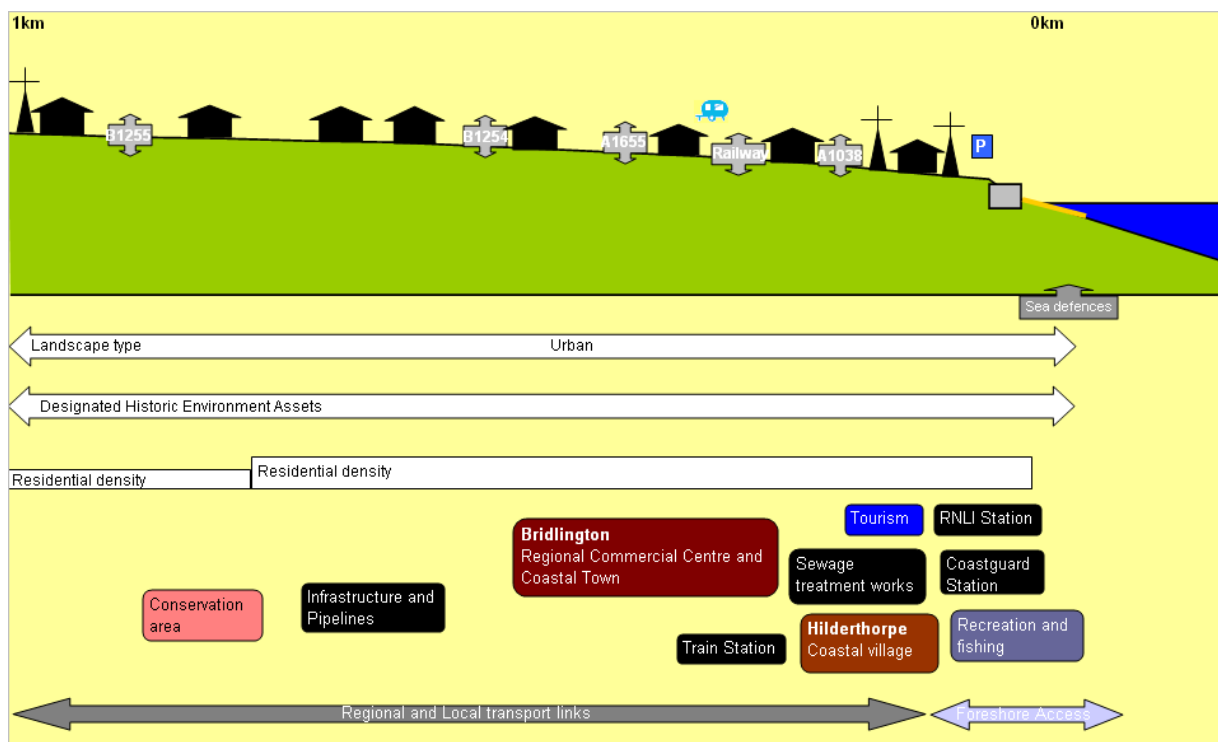 1km
0km
B1255
B1254
A1655
Railway
A1038
P
Sea defences
Landscape type
Urban
Designated Historic Environment Assets
Residential density
Residential density
Tourism
RNLI Station
Bridlington
Regional Commercial Centre and
Coastal Town
Sewage
treatment works
Coastguard
Station
Conservation
area
Infrastructure and
Pipelines
Train Station
Hilderthorpe
Coastal village
Recreation and
fishing
Regional and Local transport links
Foreshore Access